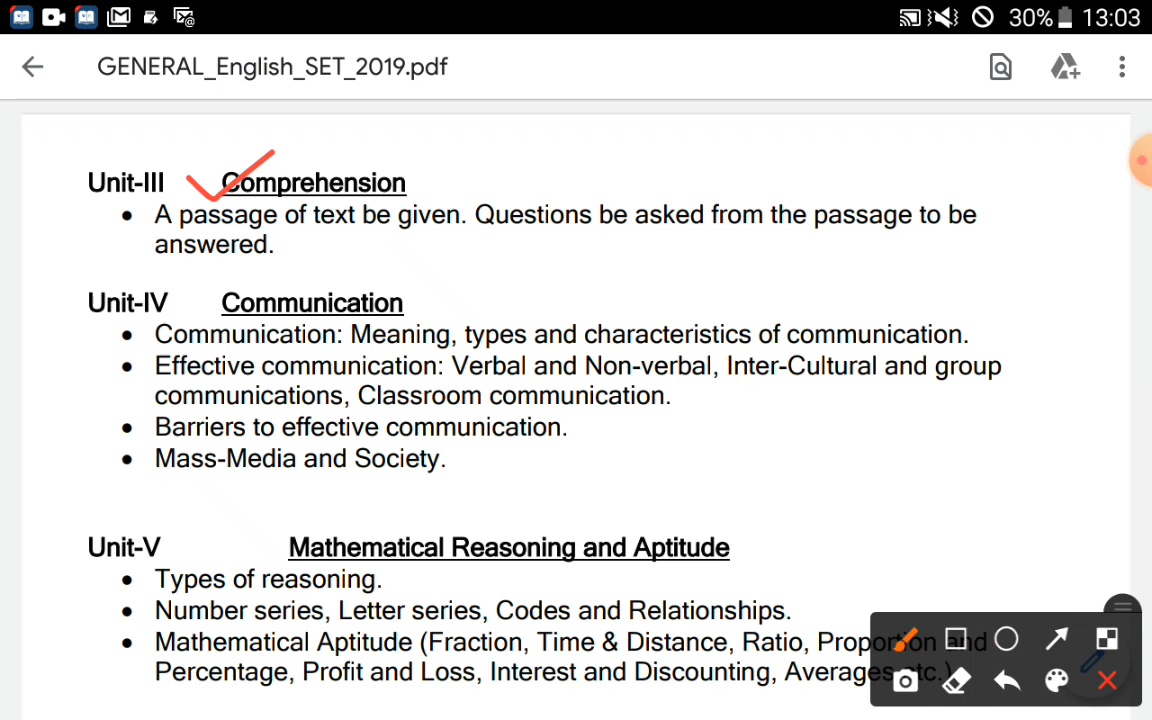 30% 13:03
GENERAL_English_SET_2019.pdf
Unit-III Comprehension
• A passage of text be given. Questions be asked from the passage to be
answered.
Unit-IV Communication
• Communication: Meaning, types and characteristics of communication.
• Effective communication: Verbal and Non-verbal, Inter-Cultural and group
communications, Classroom communication.
• Barriers to effective communication.
• Mass-Media and Society.
Unit-V Mathematical Reasoning and Aptitude
• Types of reasoning.
• Number series, Letter series, Codes and Relationships.
• Mathematical Aptitude (Fraction, Time & Distance, Ratio, Proportion and
Percentage, Profit and Loss, Interest and Discounting, Averages etc.)